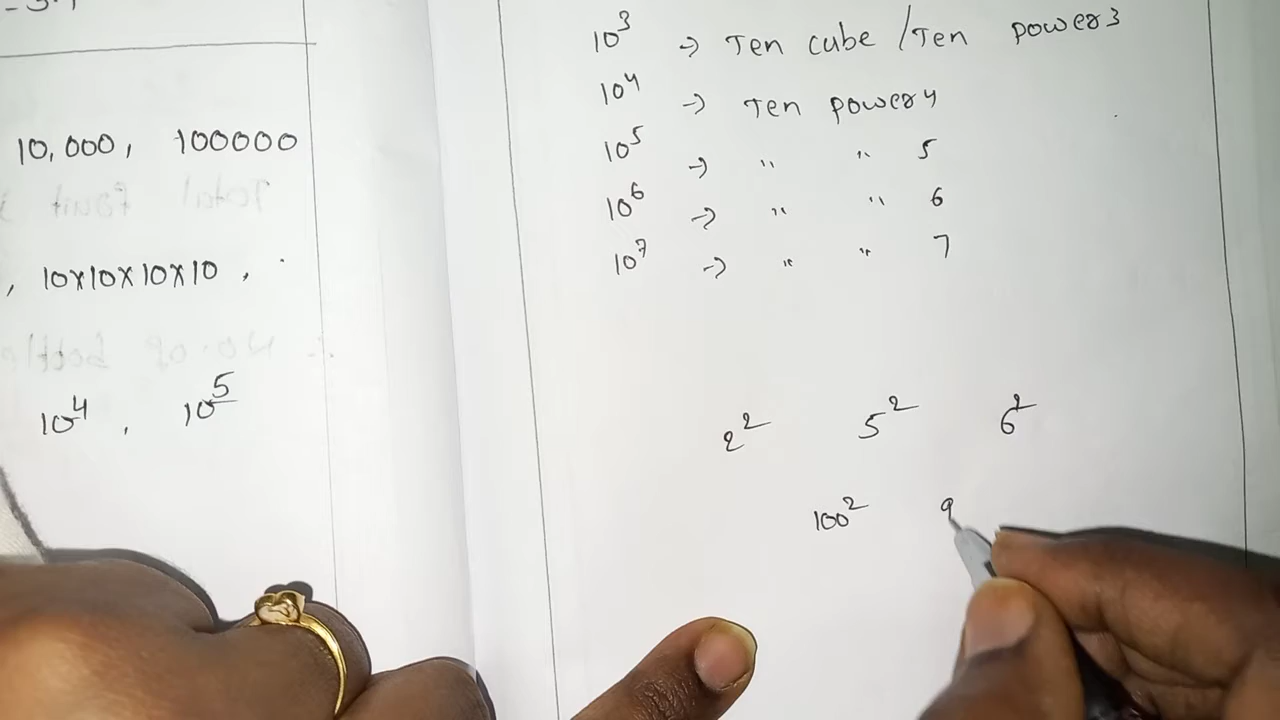 10,000, 100000
, 10x10x10x10 ,
10⁴ , 10⁵
10³ → Ten cube / Ten power 3
10⁴ → Ten power 4
10⁵ → " " 5
10⁶ → " " 6
10⁷ → " " 7
2² 5² 6²
100² 9